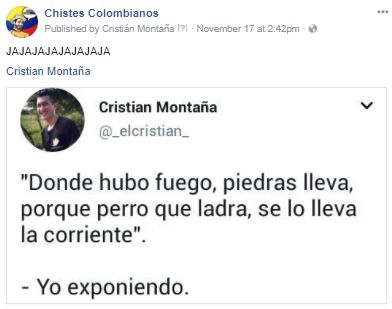 Chistes Colombianos
Published by Cristián Montaña [?] · November 17 at 2:42pm ·
JAJAJAJAJAJAJAJA
Cristian Montaña
Cristian Montaña
@_elcristian_
"Donde hubo fuego, piedras lleva,
porque perro que ladra, se lo lleva
la corriente".
- Yo exponiendo.